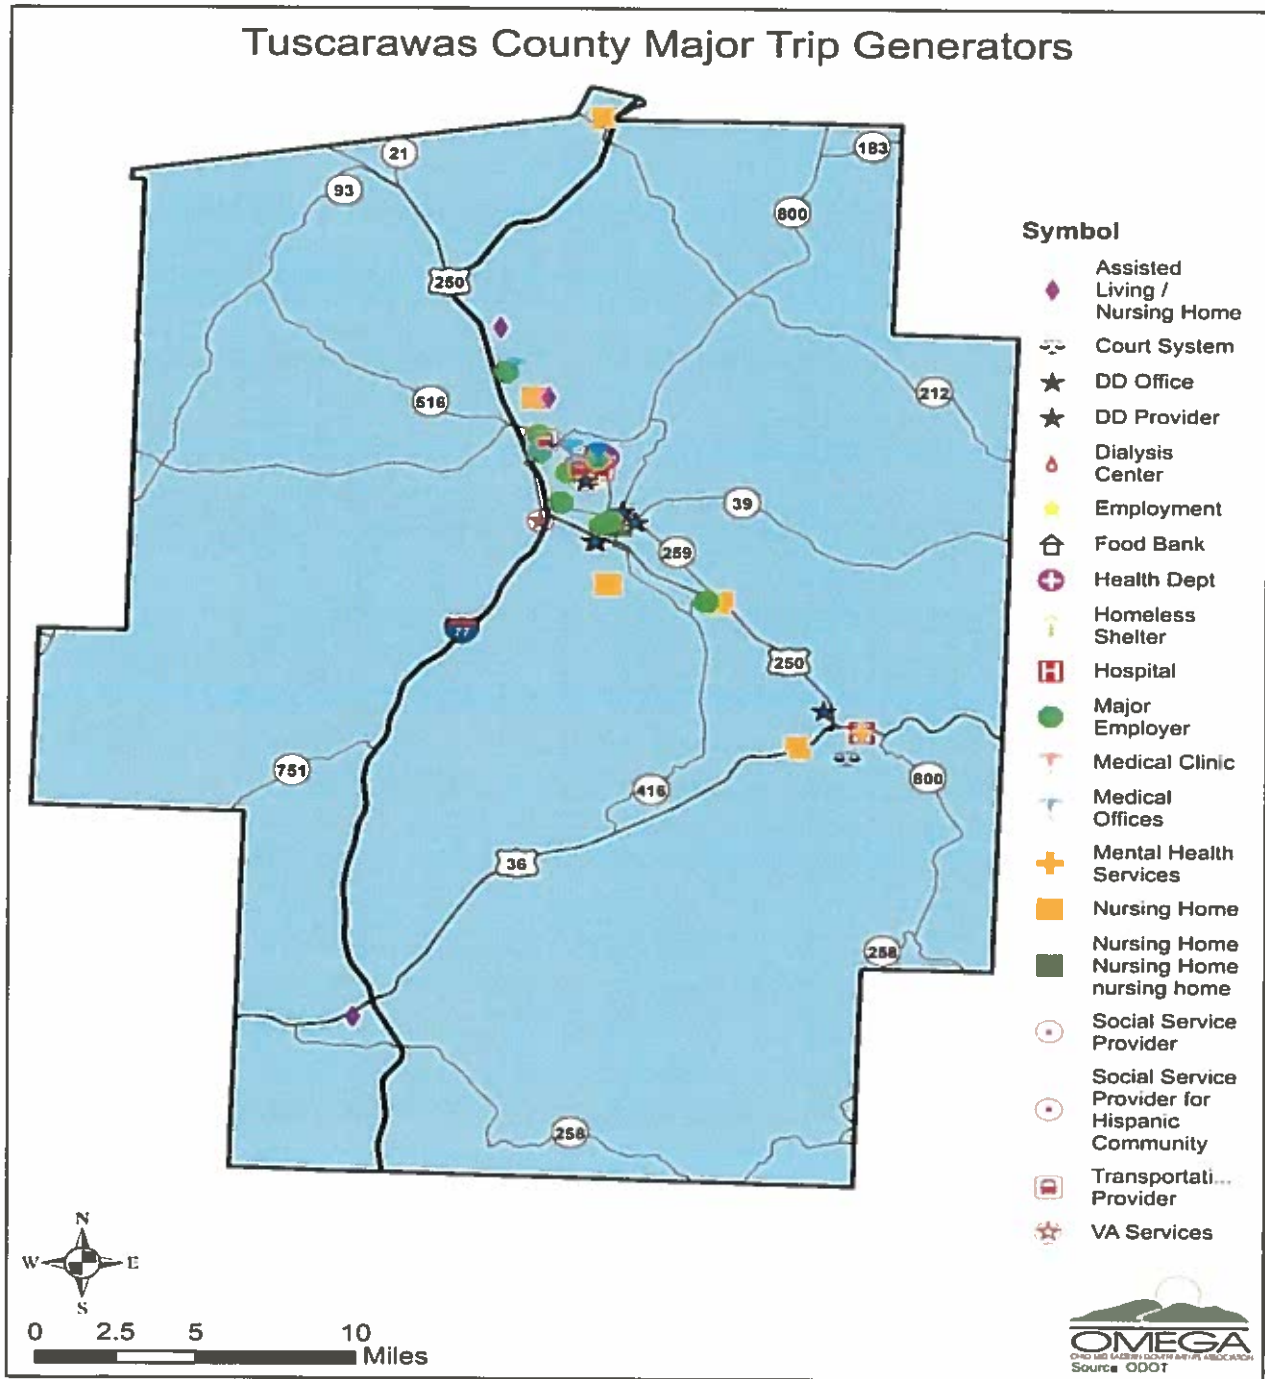 Tuscarawas County Major Trip Generators
21
183
93
800
250
516
212
39
259
77
250
751
416
800
36
258
258
Symbol
Assisted
Living /
Nursing Home
Court System
DD Office
DD Provider
Dialysis
Center
Employment
Food Bank
Health Dept
Homeless
Shelter
H Hospital
Major
Employer
Medical Clinic
Medical
Offices
Mental Health
Services
Nursing Home
Nursing Home
Nursing Home
nursing home
Social Service
Provider
Social Service
Provider for
Hispanic
Community
Transportati...
Provider
VA Services
N
W E
S
0 2.5 5 10
Miles
OMEGA
Source ODOT